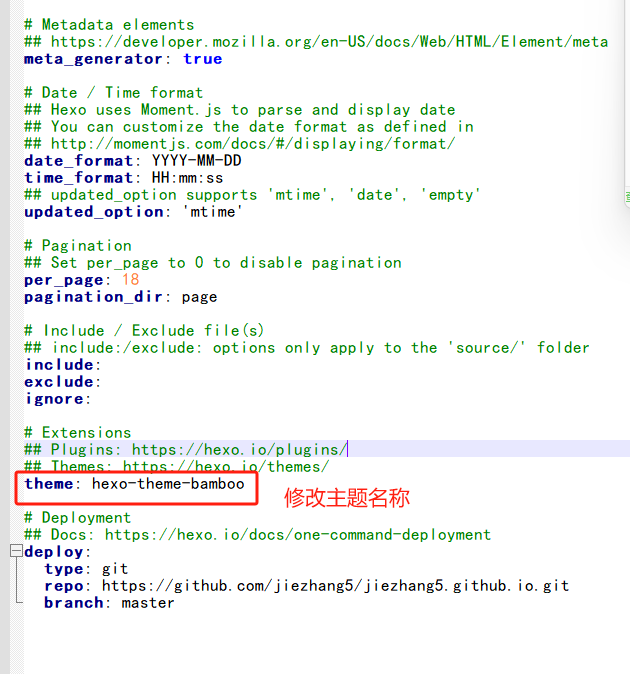 # Metadata elements
## https://developer.mozilla.org/en-US/docs/Web/HTML/Element/meta
meta_generator: true
# Date / Time format
## Hexo uses Moment.js to parse and display date
## You can customize the date format as defined in
## http://momentjs.com/docs/#/displaying/format/
date_format: YYYY-MM-DD
time_format: HH:mm:ss
## updated_option supports 'mtime', 'date', 'empty'
updated_option: 'mtime'
# Pagination
## Set per_page to 0 to disable pagination
per_page: 18
pagination_dir: page
# Include / Exclude file(s)
## include:/exclude: options only apply to the 'source/' folder
include:
exclude:
ignore:
# Extensions
## Plugins: https://hexo.io/plugins/
## Themes: https://hexo.io/themes/
theme: hexo-theme-bamboo
修改主题名称
# Deployment
## Docs: https://hexo.io/docs/one-command-deployment
deploy:
type: git
repo: https://github.com/jiezhang5/jiezhang5.github.io.git
branch: master